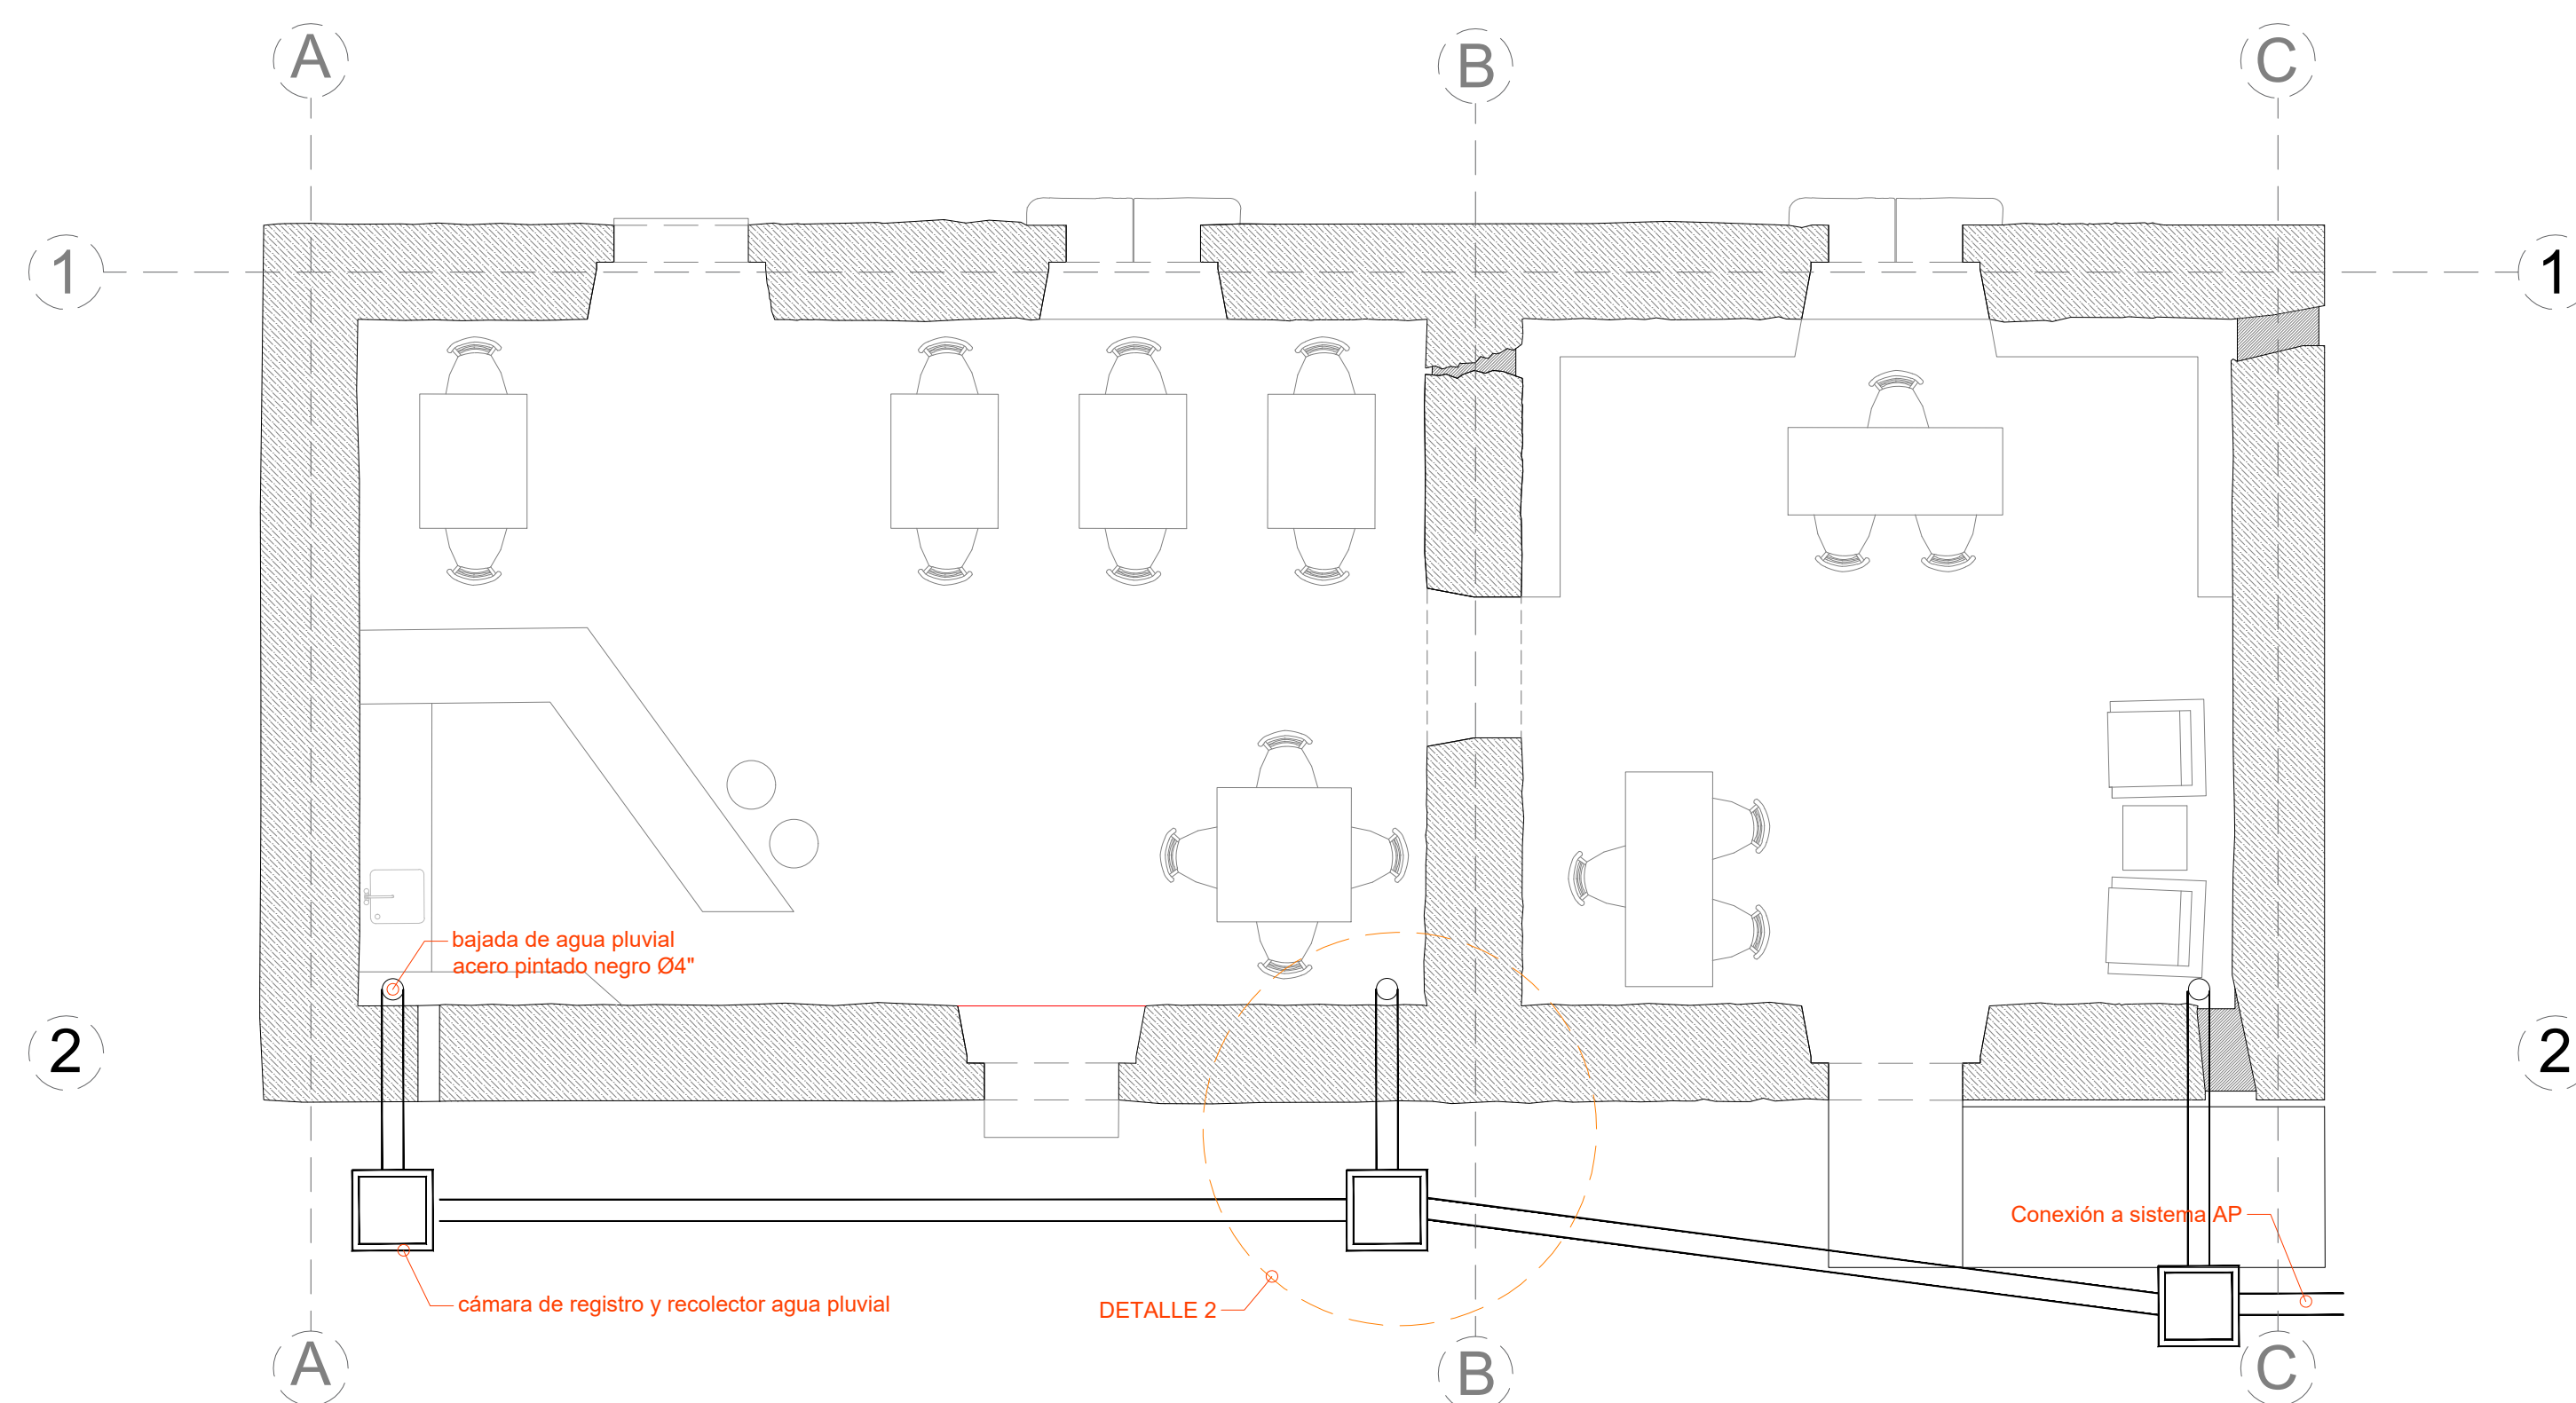 A
B
C
1
1
bajada de agua pluvial
acero pintado negro Ø4"
2
2
Conexión a sistema AP
cámara de registro y recolector agua pluvial
DETALLE 2
A
B
C